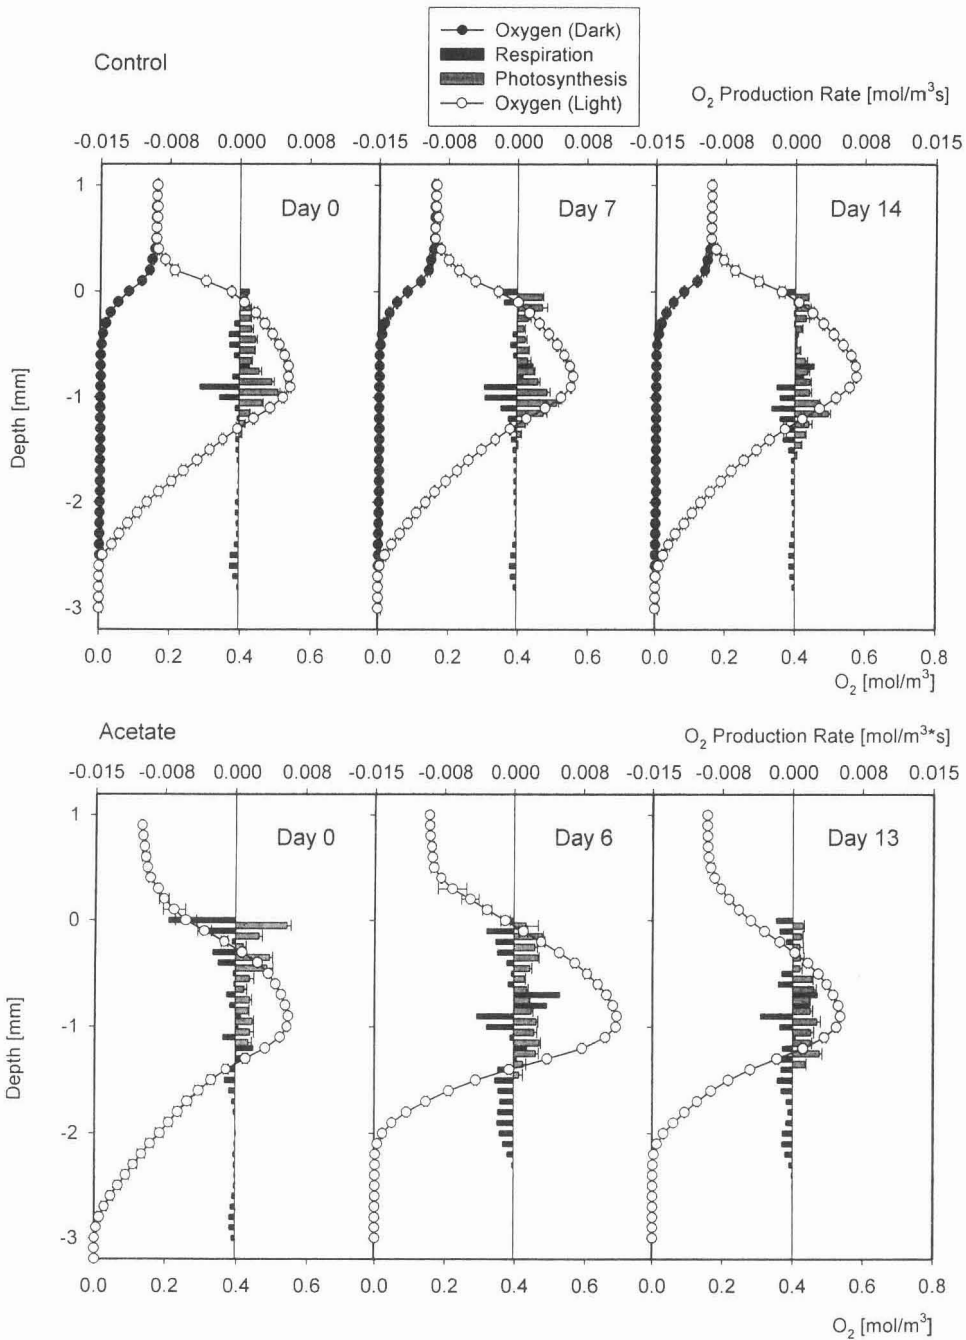 Oxygen (Dark)
Respiration
Photosynthesis
Oxygen (Light)
Control
O₂ Production Rate [mol/m³s]
-0.015 -0.008 0.000 0.008 -0.015 -0.008 0.000 0.008 -0.015 -0.008 0.000 0.008 0.015
Day 0 Day 7 Day 14
1
0
-1
-2
-3
Depth [mm]
0.0 0.2 0.4 0.6 0.0 0.2 0.4 0.6 0.0 0.2 0.4 0.6 0.8
O₂ [mol/m³]
Acetate
O₂ Production Rate [mol/m³*s]
-0.015 -0.008 0.000 0.008 -0.015 -0.008 0.000 0.008 -0.015 -0.008 0.000 0.008 0.015
Day 0 Day 6 Day 13
1
0
-1
-2
-3
Depth [mm]
0.0 0.2 0.4 0.6 0.0 0.2 0.4 0.6 0.0 0.2 0.4 0.6 0.8
O₂ [mol/m³]